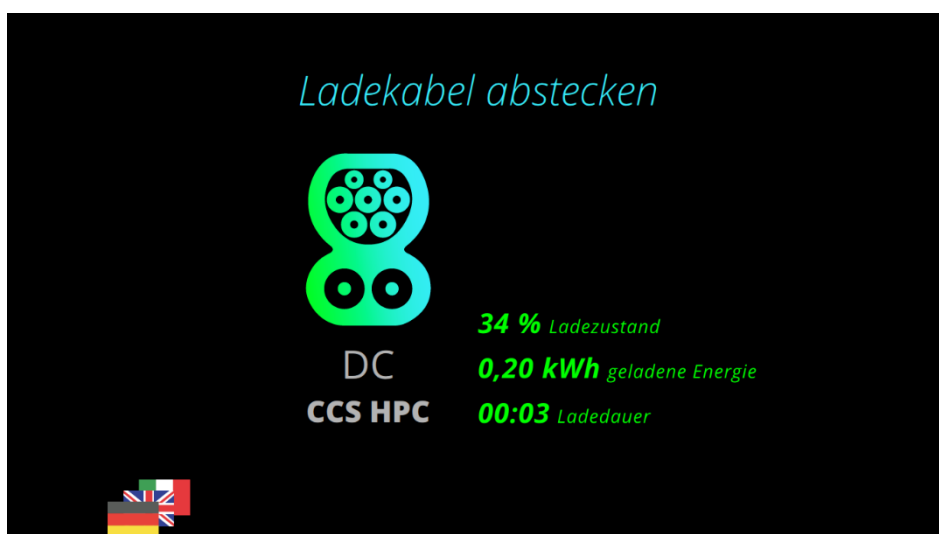 Ladekabel abstecken
34 % Ladezustand
DC
0,20 kWh geladene Energie
CCS HPC
00:03 Ladedauer